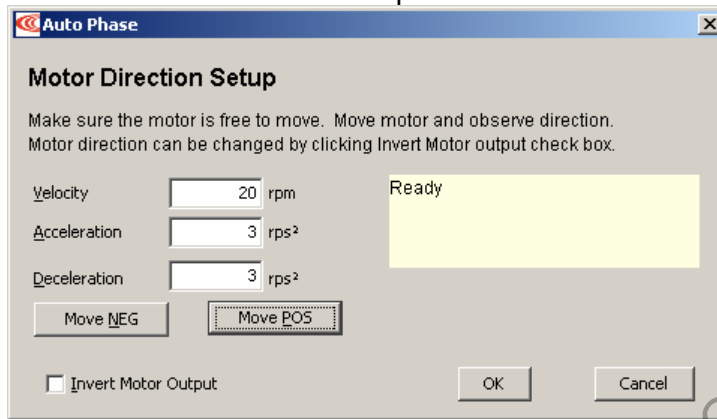 Auto Phase
Motor Direction Setup
Make sure the motor is free to move. Move motor and observe direction.
Motor direction can be changed by clicking Invert Motor output check box.
Velocity 20 rpm
Ready
Acceleration 3 rps²
Deceleration 3 rps²
Move NEG Move POS
Invert Motor Output OK Cancel